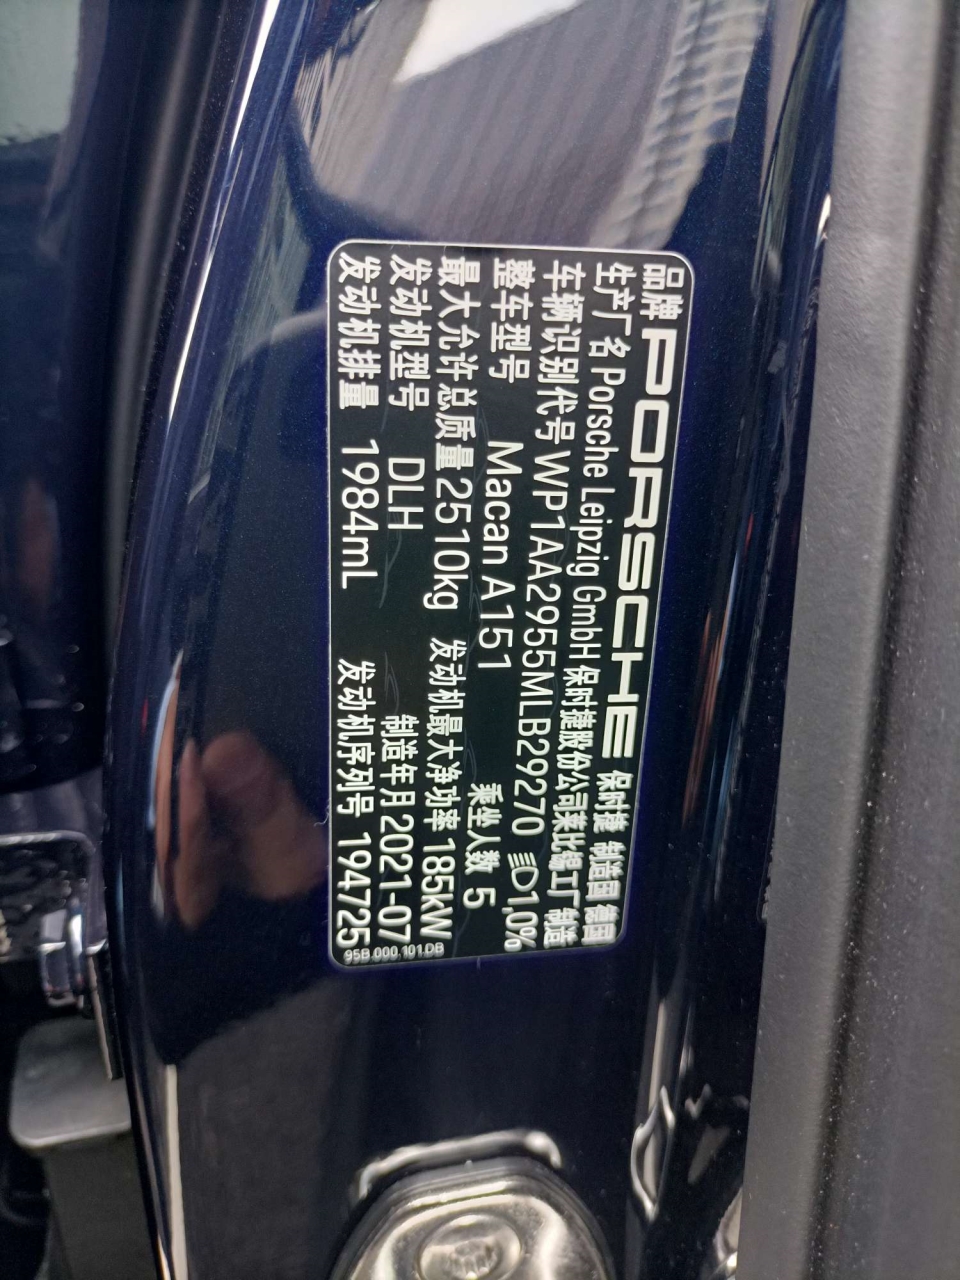 品牌 PORSCHE 保时捷 制造国 德国
生产厂名 Porsche Leipzig GmbH 保时捷股份公司莱比锡工厂 制造
车辆识别代号 WP1AA2955MLB29270 1,0%
整车型号 Macan A151 乘坐人数 5
最大允许总质量 2510kg 发动机最大净功率 185kW
发动机型号 DLH 制造年月 2021-07
发动机排量 1984mL 发动机序列号 194725
95B.000.101.DB